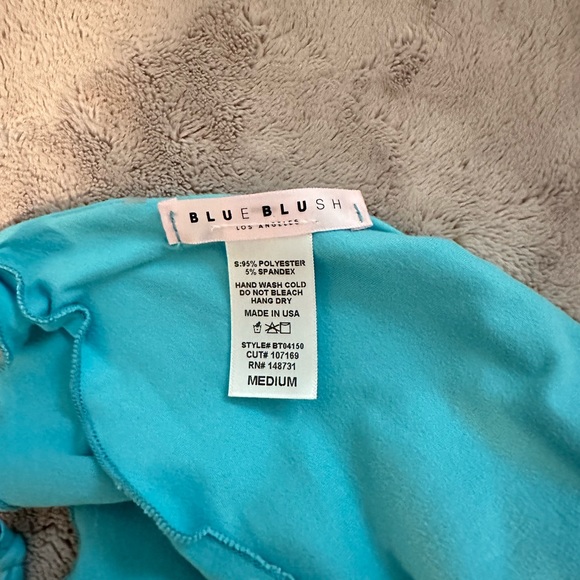 BLUE BLUSH
LOS ANGELES
S:95% POLYESTER
5% SPANDEX
HAND WASH COLD
DO NOT BLEACH
HANG DRY
MADE IN USA
STYLE# BT04150
CUT# 107169
RN# 148731
MEDIUM